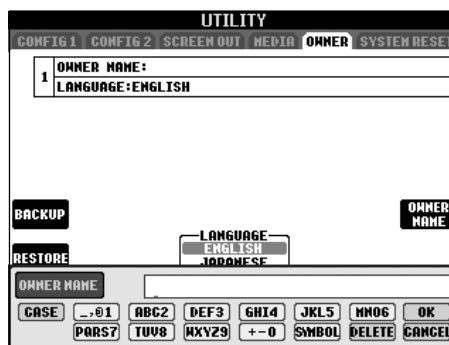 UTILITY
CONFIG 1 CONFIG 2 SCREEN OUT MEDIA OWNER SYSTEM RESET
1 OWNER NAME:
LANGUAGE:ENGLISH
BACKUP
OWNER
NAME
LANGUAGE
ENGLISH
RESTORE
JAPANESE
OWNER NAME
CASE _,@1 ABC2 DEF3 GHI4 JKL5 MNO6 OK
PQRS7 TUV8 WXYZ9 +-0 SYMBOL DELETE CANCEL